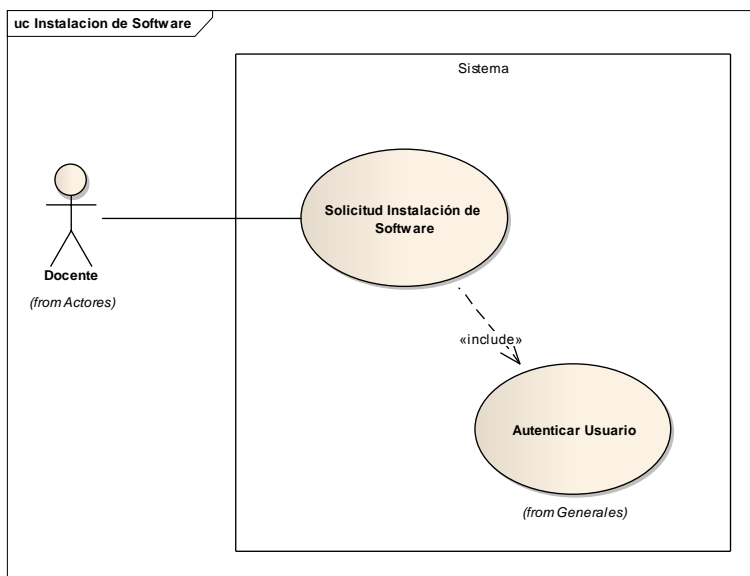 uc Instalacion de Software
Sistema
Solicitud Instalación de
Software
Docente
(from Actores)
«include»
Autenticar Usuario
(from Generales)